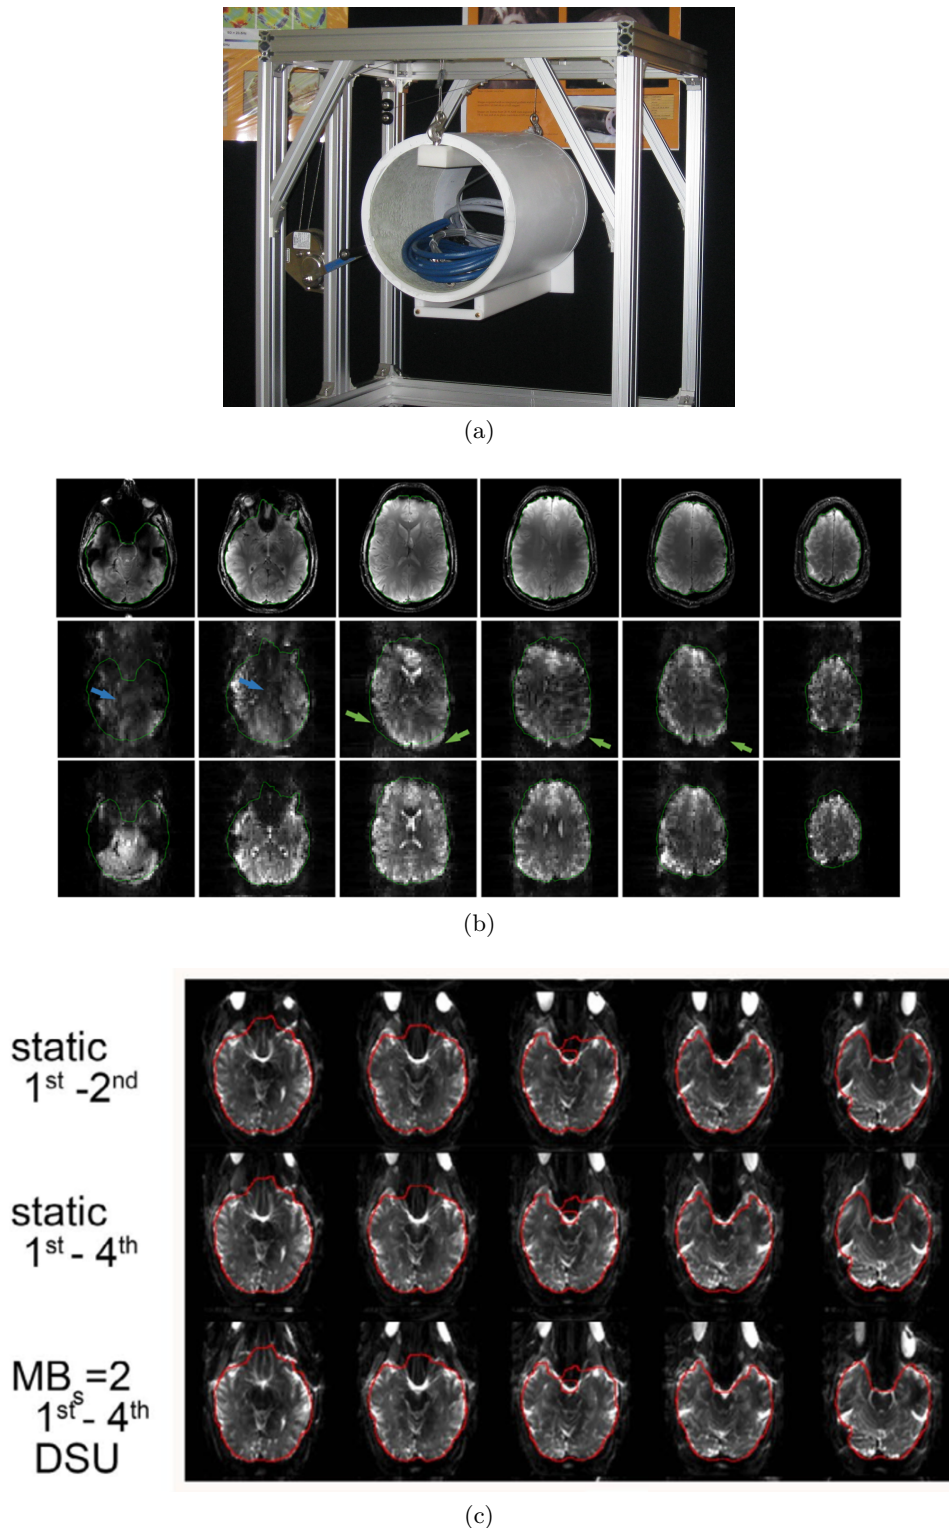 (a)
(b)
static
1st -2nd
static
1st - 4th
MBs=2
1st - 4th
DSU
(c)